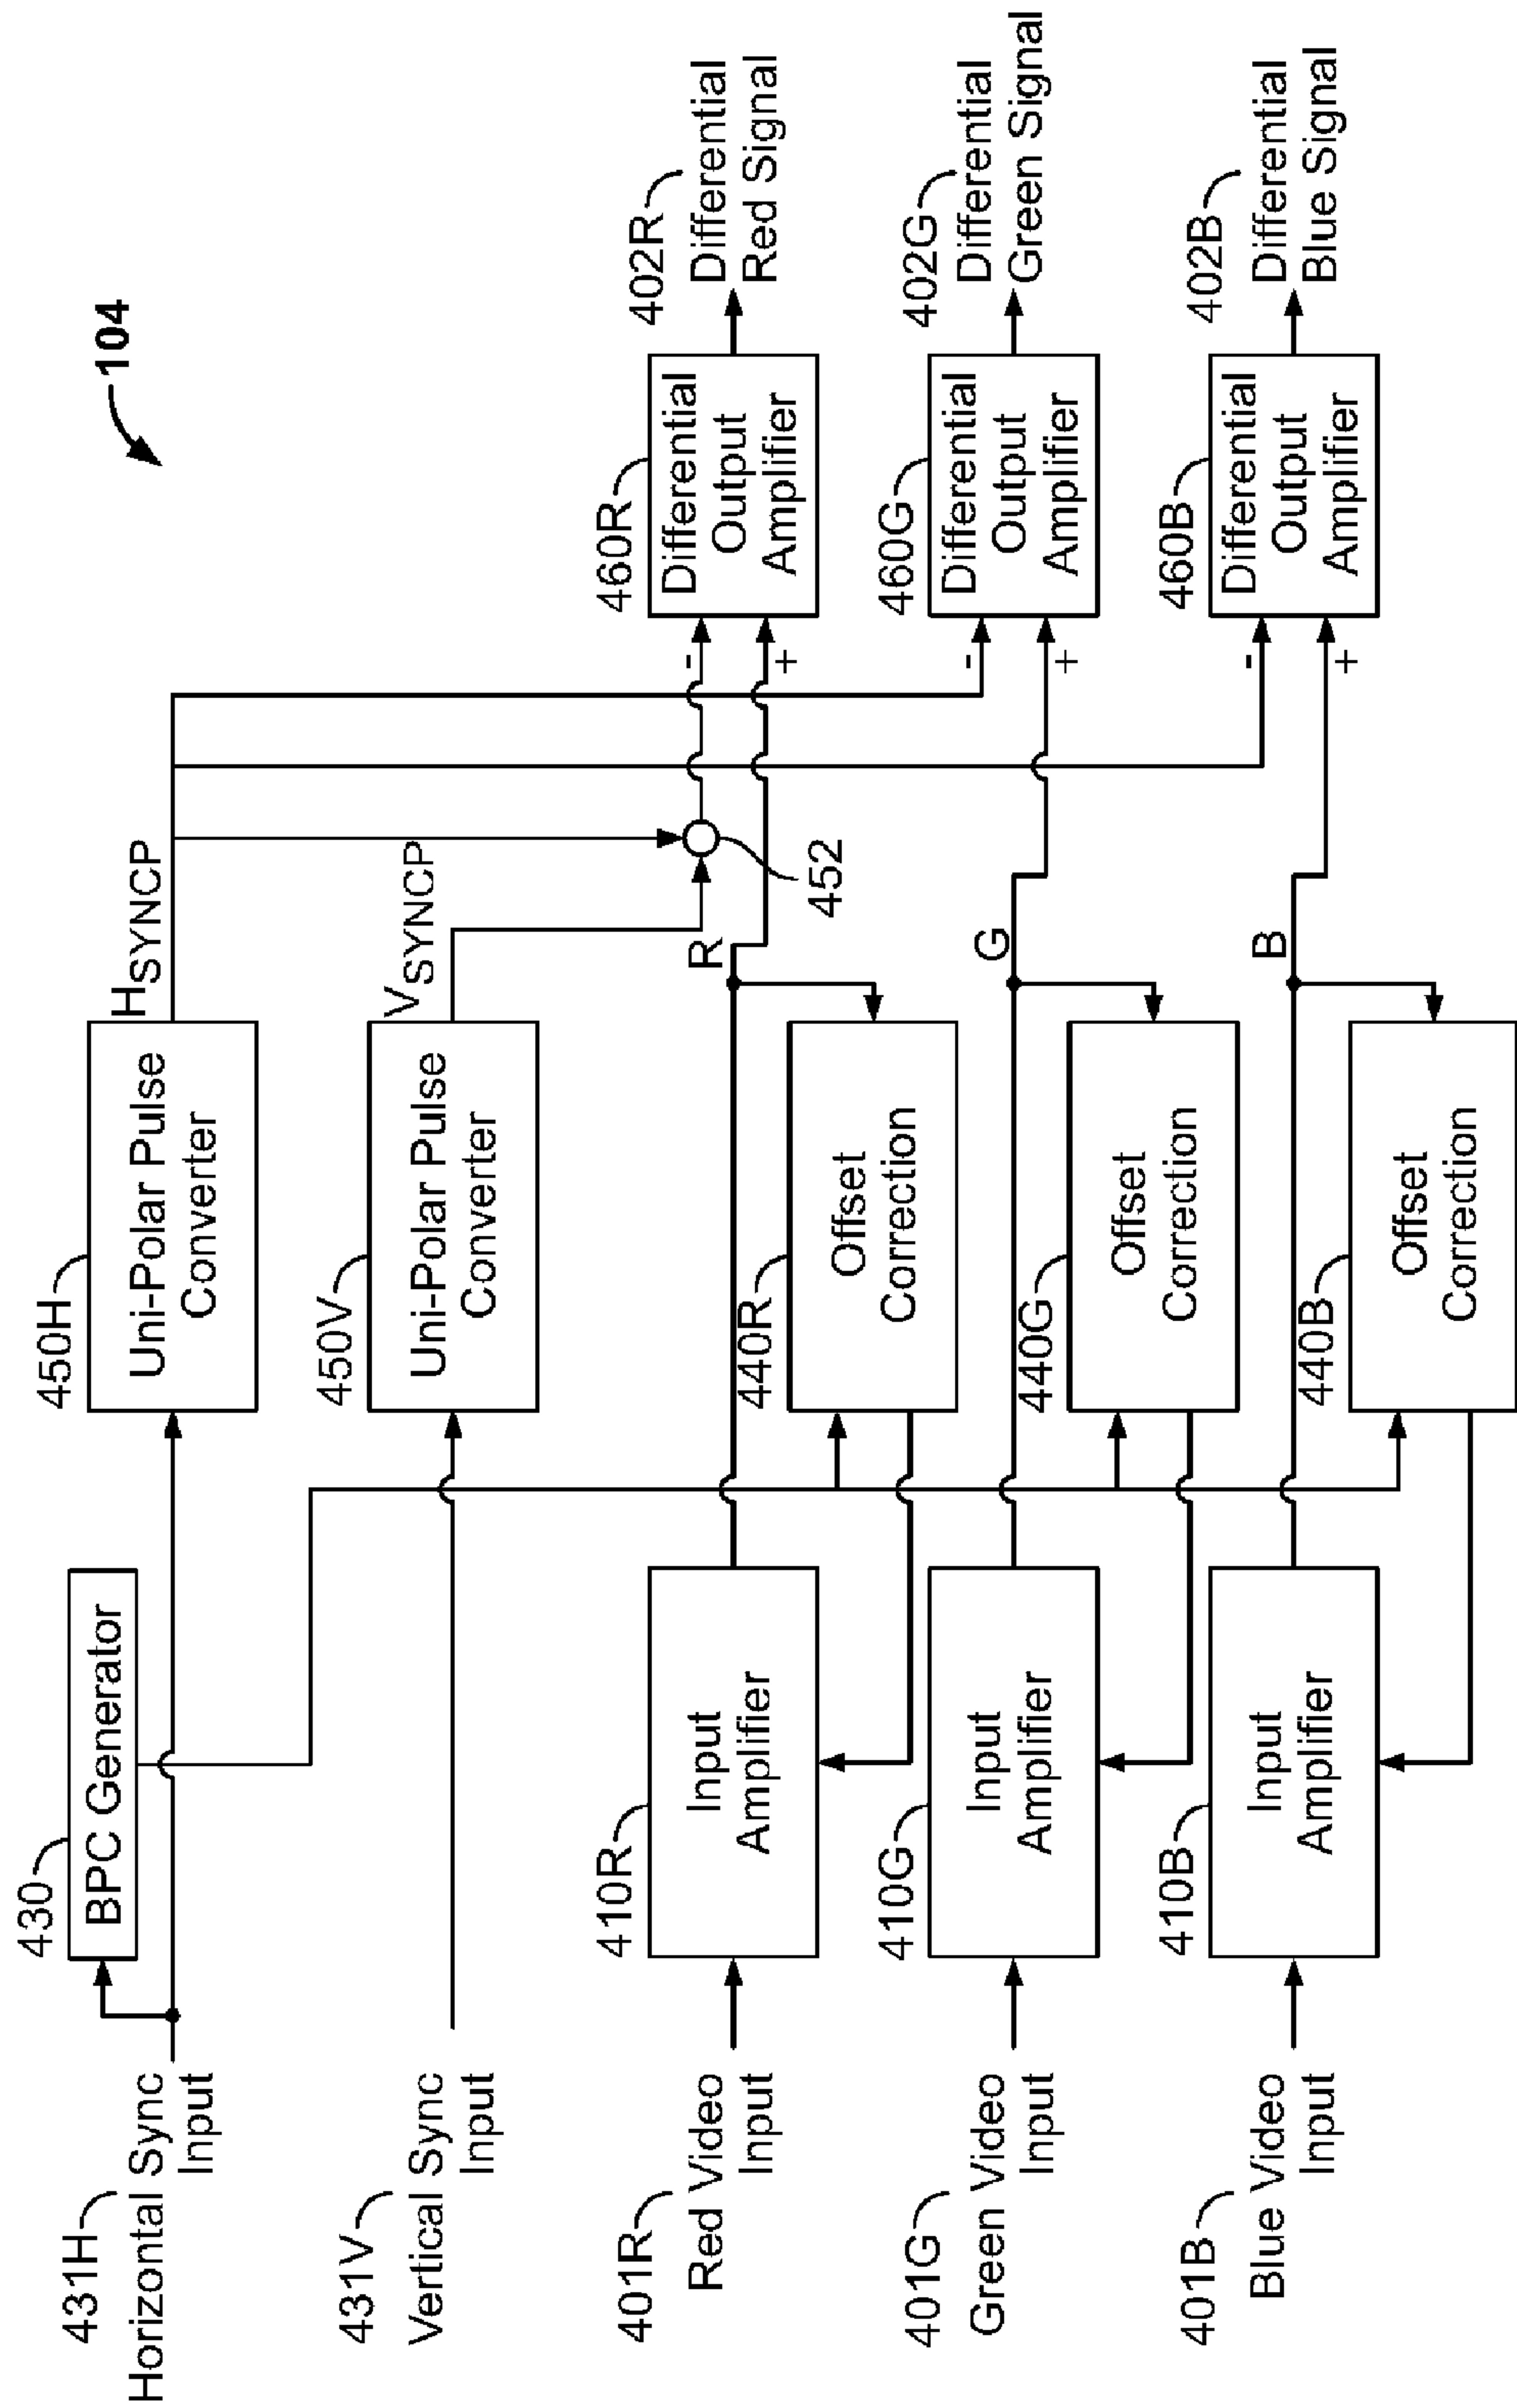 104
431H
Horizontal Sync
Input
430
BPC Generator
450H
Uni-Polar Pulse
Converter
HSYNCP
431V
Vertical Sync
Input
450V
Uni-Polar Pulse
Converter
VSYNCP
452
401R
Red Video
Input
410R
Input
Amplifier
440R
Offset
Correction
R
-
+
460R
Differential
Output
Amplifier
402R
Differential
Red Signal
401G
Green Video
Input
410G
Input
Amplifier
440G
Offset
Correction
G
-
+
460G
Differential
Output
Amplifier
402G
Differential
Green Signal
401B
Blue Video
Input
410B
Input
Amplifier
440B
Offset
Correction
B
-
+
460B
Differential
Output
Amplifier
402B
Differential
Blue Signal